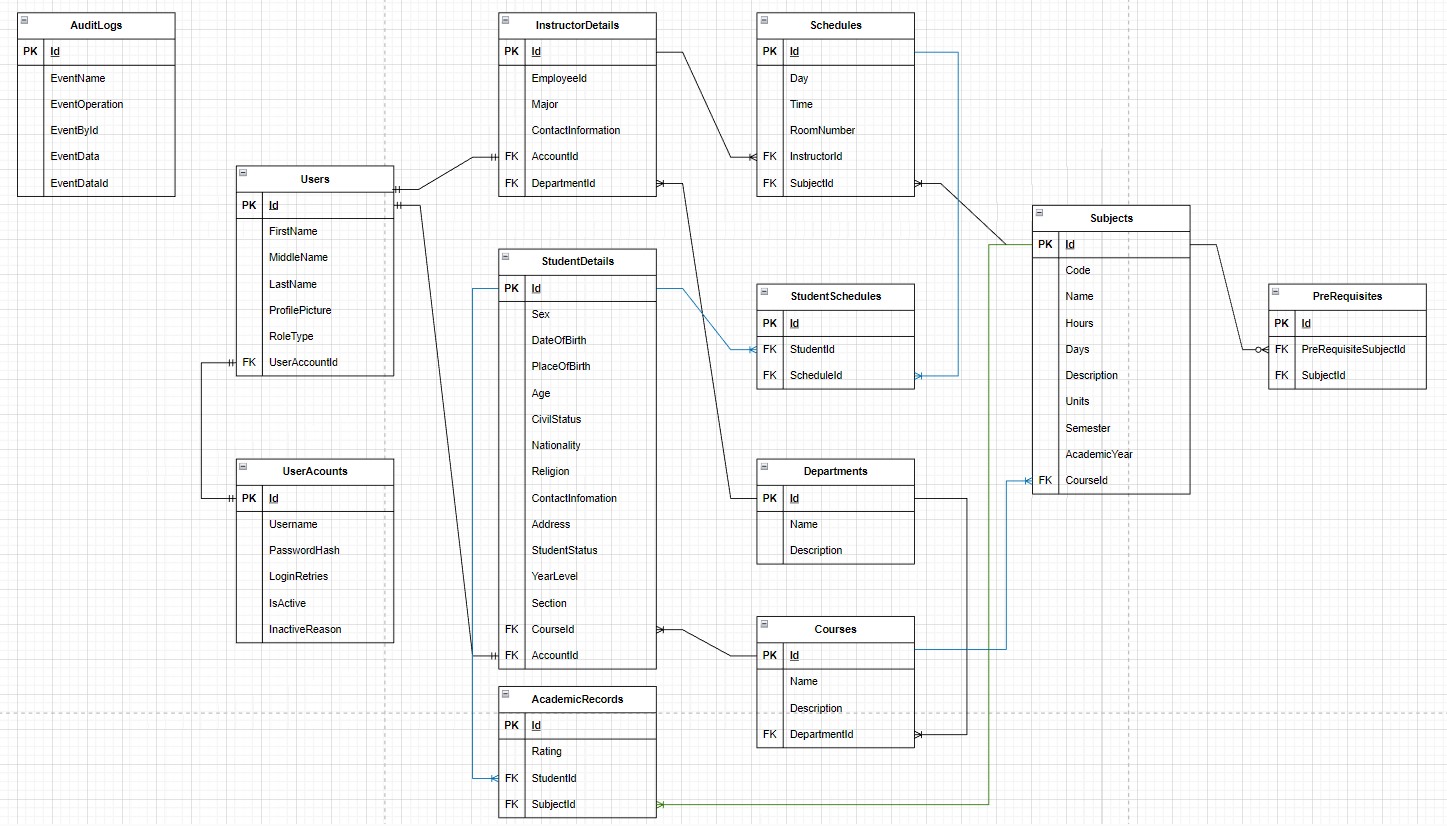 AuditLogs
PK Id
EventName
EventOperation
EventById
EventData
EventDataId
Users
PK Id
FirstName
MiddleName
LastName
ProfilePicture
RoleType
FK UserAccountId
UserAcounts
PK Id
Username
PasswordHash
LoginRetries
IsActive
InactiveReason
InstructorDetails
PK Id
EmployeeId
Major
ContactInformation
FK AccountId
FK DepartmentId
StudentDetails
PK Id
Sex
DateOfBirth
PlaceOfBirth
Age
CivilStatus
Nationality
Religion
ContactInfomation
Address
StudentStatus
YearLevel
Section
FK CourseId
FK AccountId
AcademicRecords
PK Id
Rating
FK StudentId
FK SubjectId
Schedules
PK Id
Day
Time
RoomNumber
FK InstructorId
FK SubjectId
StudentSchedules
PK Id
FK StudentId
FK ScheduleId
Departments
PK Id
Name
Description
Courses
PK Id
Name
Description
FK DepartmentId
Subjects
PK Id
Code
Name
Hours
Days
Description
Units
Semester
AcademicYear
FK CourseId
PreRequisites
PK Id
FK PreRequisiteSubjectId
FK SubjectId